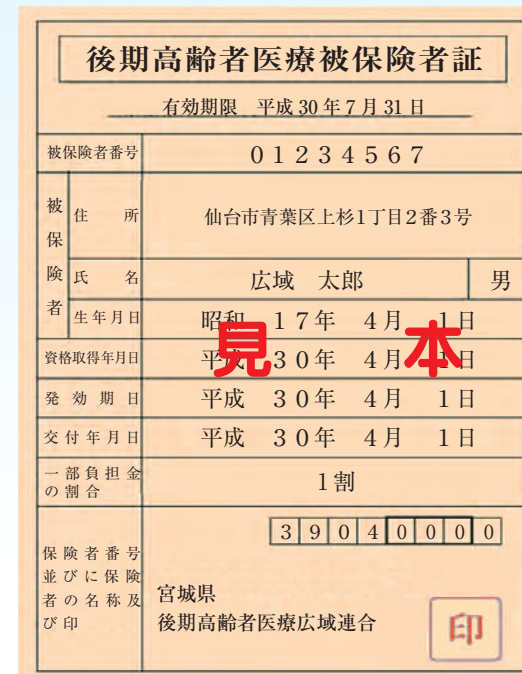 後期高齢者医療被保険者証
有効期限 平成30年7月31日
被保険者番号 01234567
被保険者
住所 仙台市青葉区上杉1丁目2番3号
氏名 広域 太郎 男
生年月日 昭和 17年 4月 1日
資格取得年月日 平成 30年 4月 1日
見本
発効期日 平成 30年 4月 1日
交付年月日 平成 30年 4月 1日
一部負担金
の割合 1割
39040000
保険者番号
並びに保険
者の名称及
び印
宮城県
後期高齢者医療広域連合
印